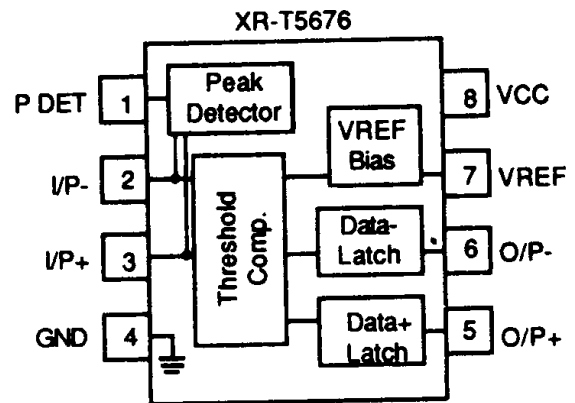 XR-T5676
P DET 1 Peak Detector 8 VCC
I/P- 2 VREF Bias 7 VREF
I/P+ 3 Threshold Comp. Data- Latch 6 O/P-
GND 4 Data+ Latch 5 O/P+